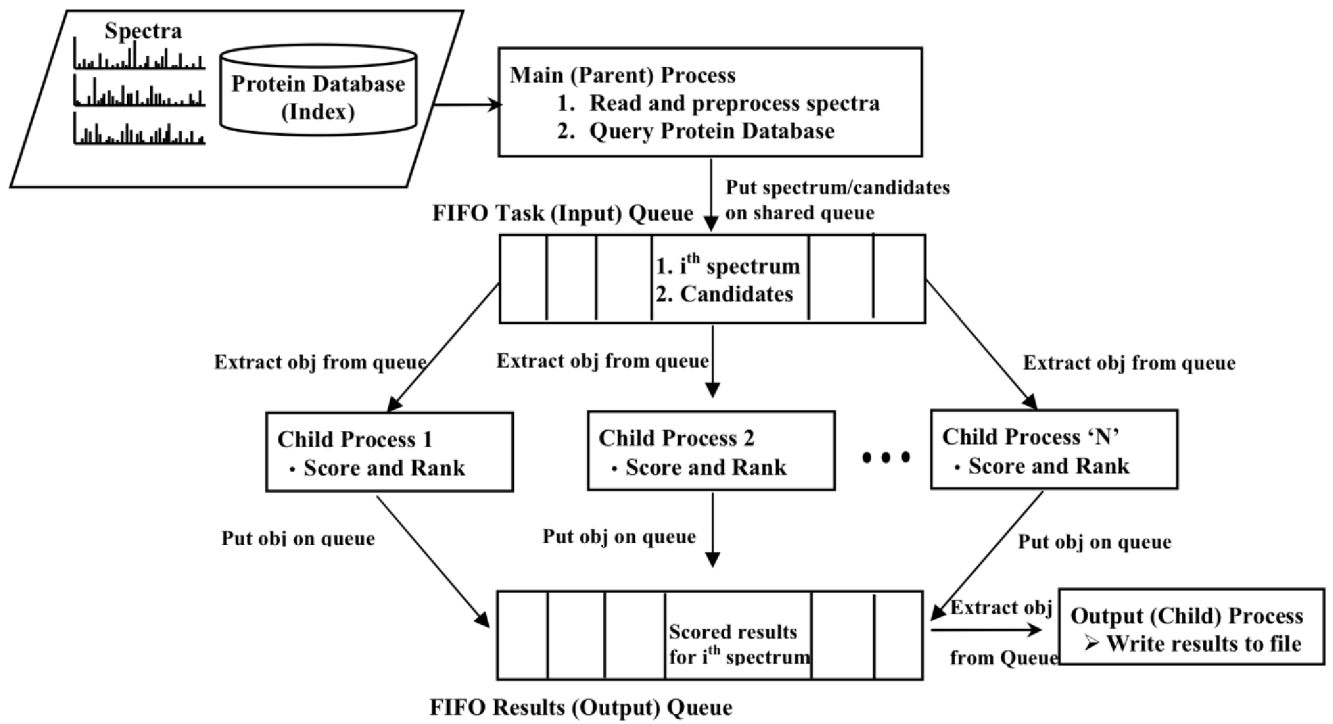 Spectra
Protein Database
(Index)
Main (Parent) Process
1. Read and preprocess spectra
2. Query Protein Database
Put spectrum/candidates
on shared queue
FIFO Task (Input) Queue
1. ith spectrum
2. Candidates
Extract obj from queue
Extract obj from queue
Extract obj from queue
Child Process 1
· Score and Rank
Child Process 2
· Score and Rank
• • •
Child Process ‘N’
· Score and Rank
Put obj on queue
Put obj on queue
Put obj on queue
Scored results
for ith spectrum
Extract obj
from Queue
Output (Child) Process
➢ Write results to file
FIFO Results (Output) Queue